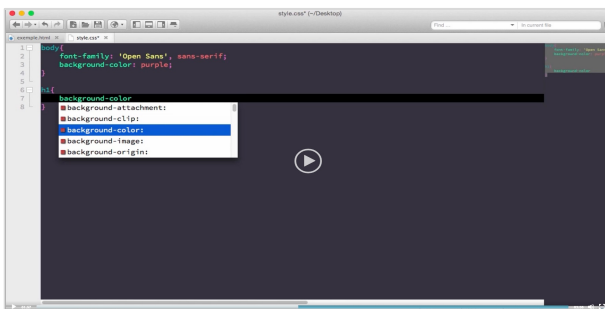 style.css* (~/Desktop)
Find ...
In current file
exemple.html × style.css* ×
1 body{
2 font-family: 'Open Sans', sans-serif;
3 background-color: purple;
4 }
5
6 h1{
7 background-color
8 }
background-attachment:
background-clip:
background-color:
background-image:
background-origin: